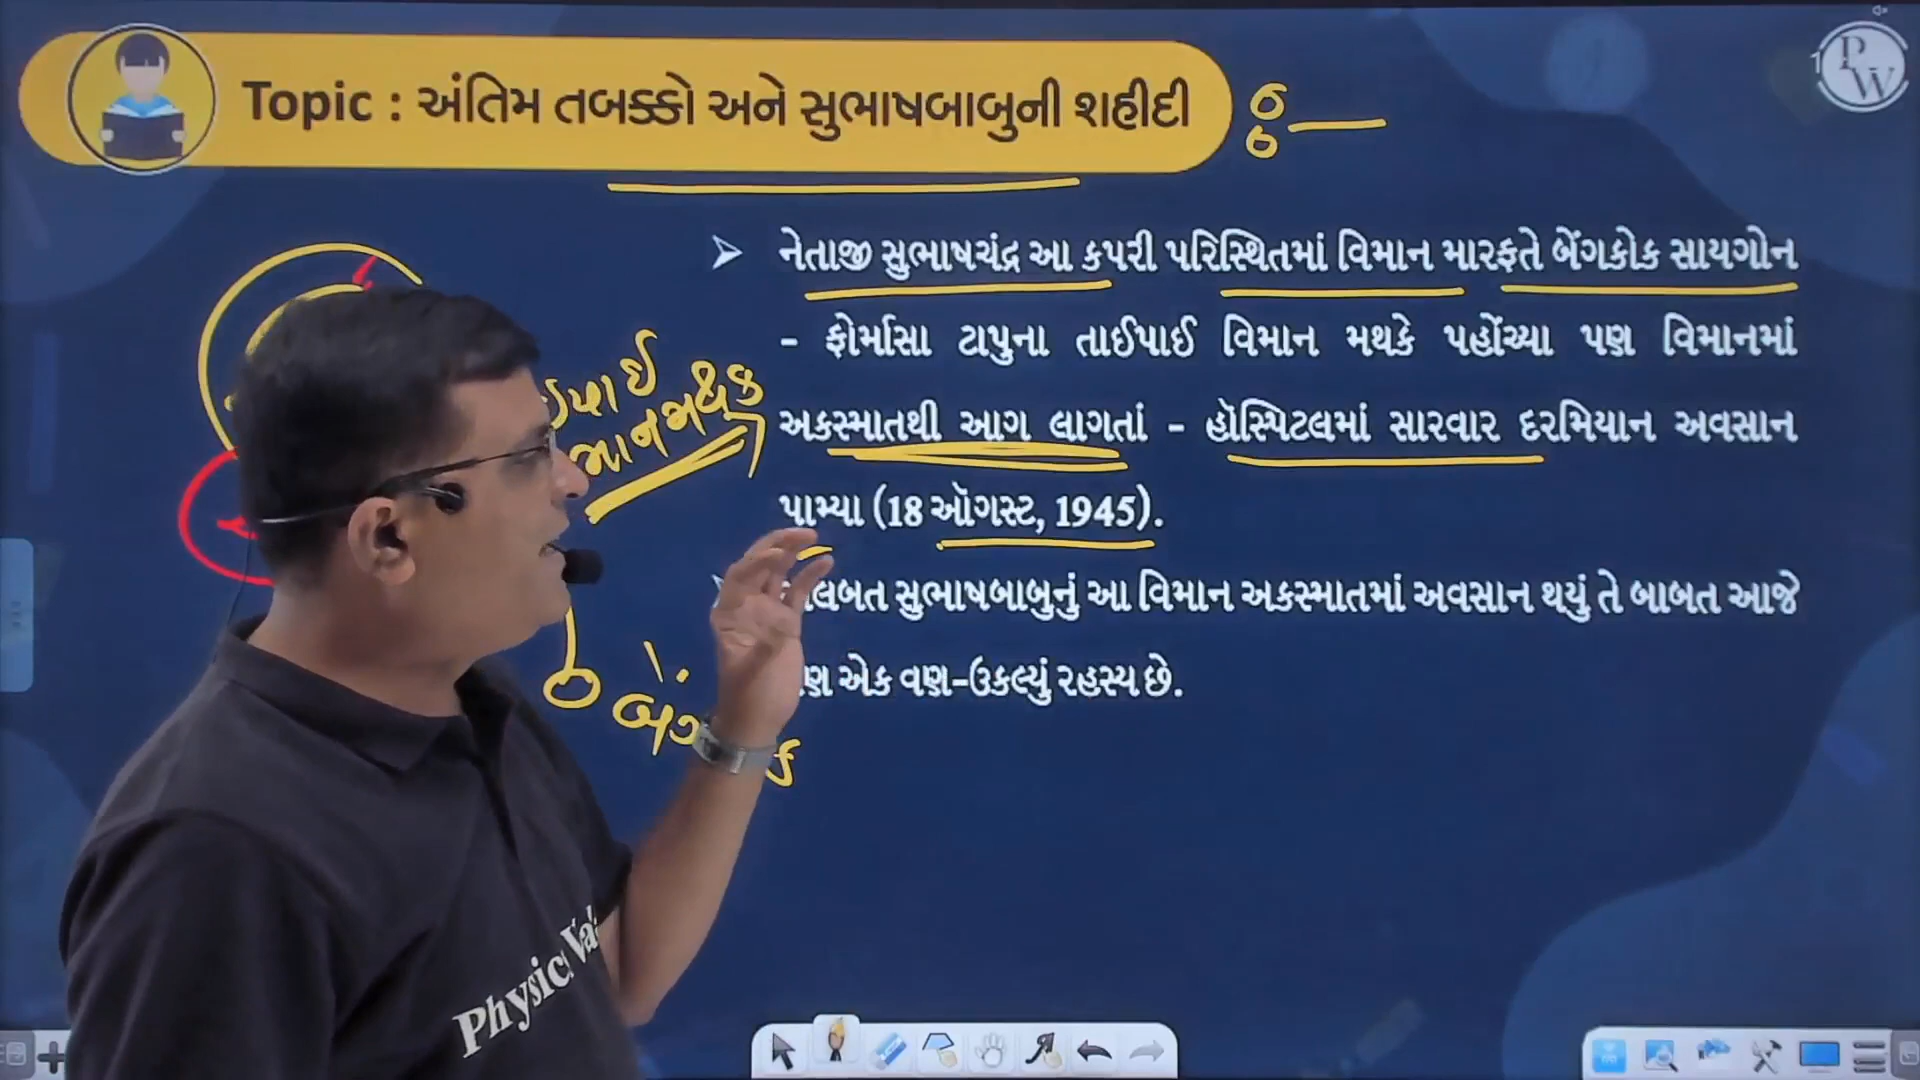 PW
Topic : અંતિમ તબક્કો અને સુભાષબાબુની શહીદી
નેતાજી સુભાષચંદ્ર આ કપરી પરિસ્થિતમાં વિમાન મારફતે બેંગકોક સાયગોન
- ફોર્માસા ટાપુના તાઈપાઈ વિમાન મથકે પહોંચ્યા પણ વિમાનમાં
અકસ્માતથી આગ લાગતાં - હૉસ્પિટલમાં સારવાર દરમિયાન અવસાન
પામ્યા (18 ઑગસ્ટ, 1945).
સુભાષબાબુનું આ વિમાન અકસ્માતમાં અવસાન થયું તે બાબત આજે
એક વણ-ઉકલ્યું રહસ્ય છે.